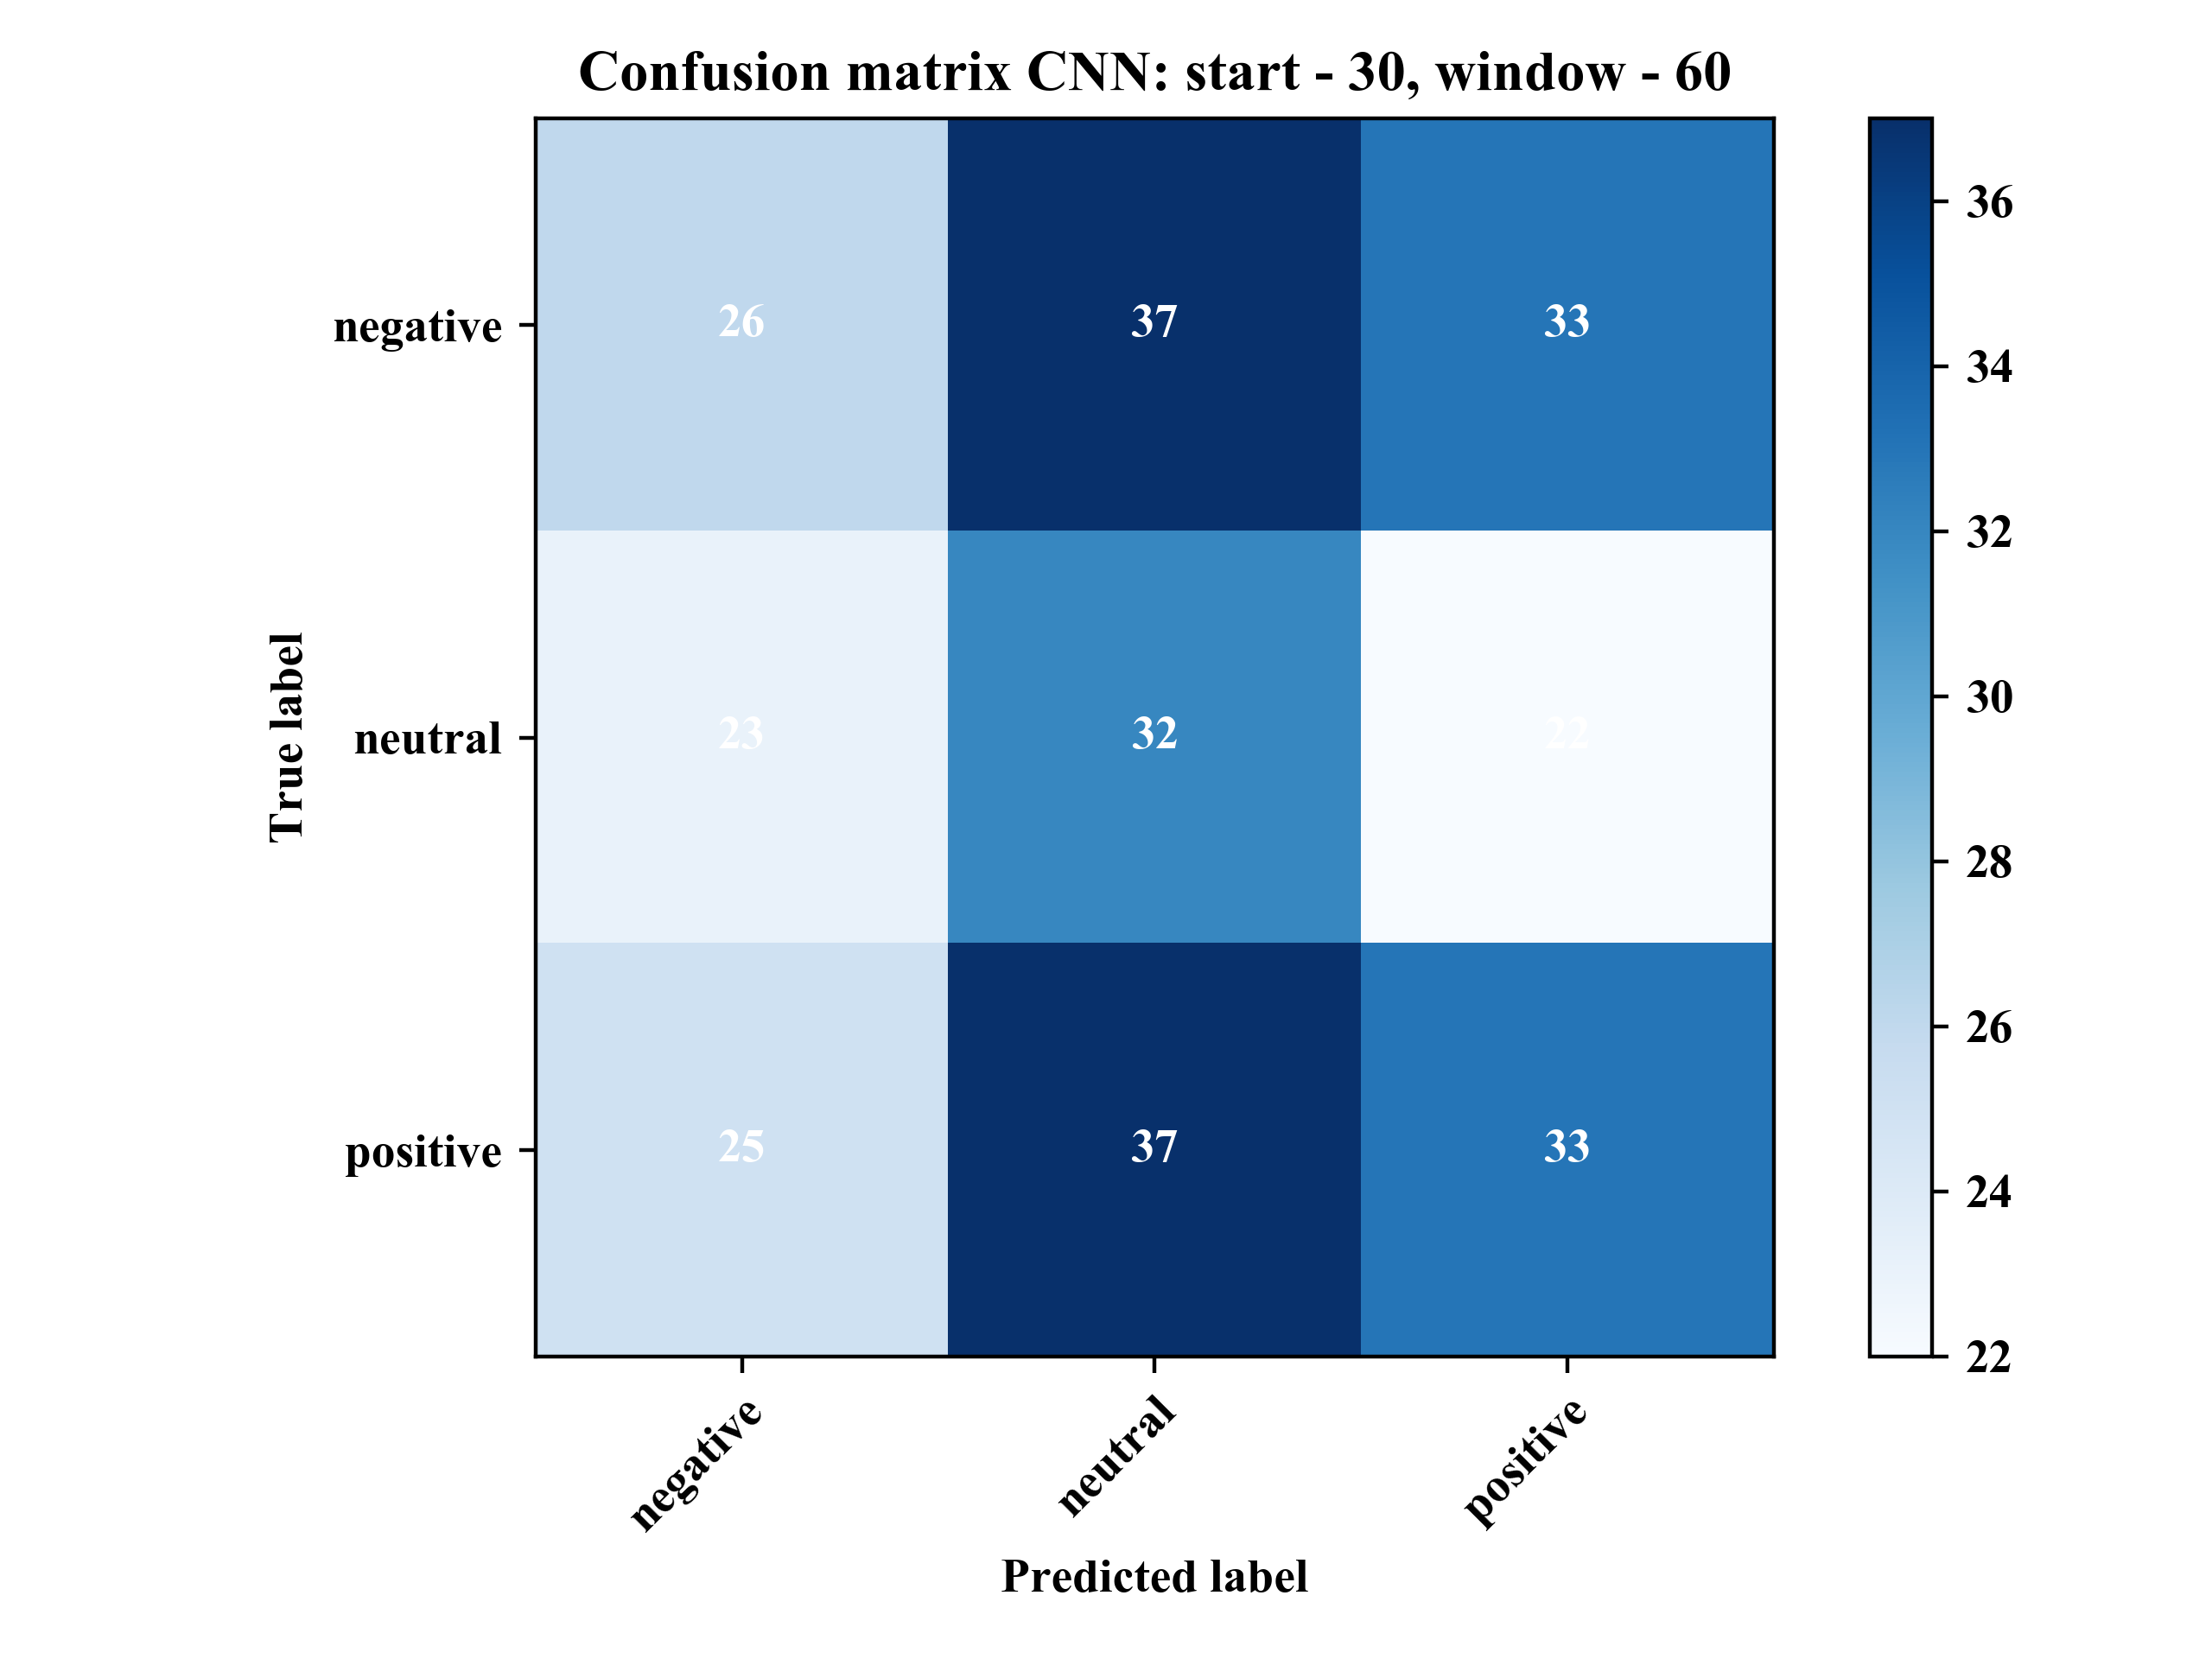 Confusion matrix CNN: start - 30, window - 60
negative
26 37 33
neutral
23 32 22
positive
25 37 33
True label
negative
neutral
positive
Predicted label
36
34
32
30
28
26
24
22